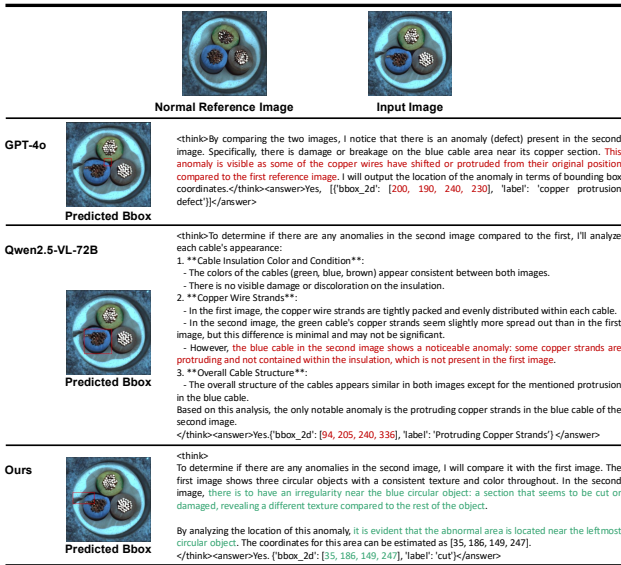 Normal Reference Image
Input Image
GPT-4o
Predicted Bbox
<think>By comparing the two images, I notice that there is an anomaly (defect) present in the second
image. Specifically, there is damage or breakage on the blue cable area near its copper section. This
anomaly is visible as some of the copper wires have shifted or protruded from their original position
compared to the first reference image. I will output the location of the anomaly in terms of bounding box
coordinates.</think><answer>Yes, [{'bbox_2d': [200, 190, 240, 230], 'label': 'copper protrusion
defect'}]</answer>
Qwen2.5-VL-72B
Predicted Bbox
<think>To determine if there are any anomalies in the second image compared to the first, I'll analyze
each cable's appearance:
1. **Cable Insulation Color and Condition**:
- The colors of the cables (green, blue, brown) appear consistent between both images.
- There is no visible damage or discoloration on the insulation.
2. **Copper Wire Strands**:
- In the first image, the copper wire strands are tightly packed and evenly distributed within each cable.
- In the second image, the green cable's copper strands seem slightly more spread out than in the first
image, but this difference is minimal and may not be significant.
- However, the blue cable in the second image shows a noticeable anomaly: some copper strands are
protruding and not contained within the insulation, which is not present in the first image.
3. **Overall Cable Structure**:
- The overall structure of the cables appears similar in both images except for the mentioned protrusion
in the blue cable.
Based on this analysis, the only notable anomaly is the protruding copper strands in the blue cable of the
second image.
</think><answer>Yes.{'bbox_2d': [94, 205, 240, 336], 'label': 'Protruding Copper Strands'} </answer>
Ours
Predicted Bbox
<think>
To determine if there are any anomalies in the second image, I will compare it with the first image. The
first image shows three circular objects with a consistent texture and color throughout. In the second
image, there is to have an irregularity near the blue circular object: a section that seems to be cut or
damaged, revealing a different texture compared to the rest of the object.
By analyzing the location of this anomaly, it is evident that the abnormal area is located near the leftmost
circular object. The coordinates for this area can be estimated as [35, 186, 149, 247].
</think><answer>Yes. {'bbox_2d': [35, 186, 149, 247], 'label': 'cut'}</answer>